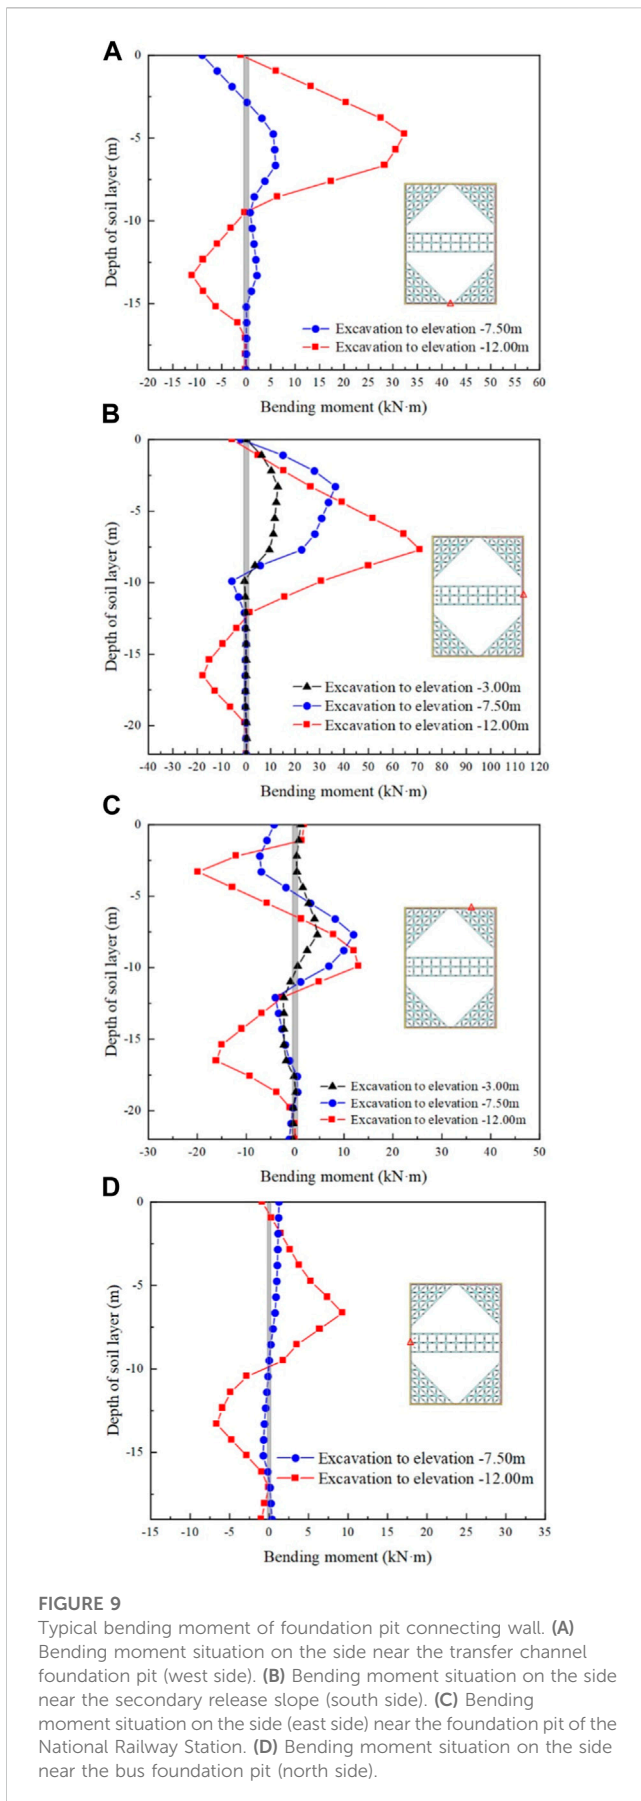 A
0
-5
-10
-15
Depth of soil layer (m)
Excavation to elevation -7.50m
Excavation to elevation -12.00m
-20 -15 -10 -5 0 5 10 15 20 25 30 35 40 45 50 55 60
Bending moment (kN·m)
B
0
-5
-10
-15
-20
Depth of soil layer (m)
Excavation to elevation -3.00m
Excavation to elevation -7.50m
Excavation to elevation -12.00m
-40 -30 -20 -10 0 10 20 30 40 50 60 70 80 90 100 110 120
Bending moment (kN·m)
C
0
-5
-10
-15
-20
Depth of soil layer (m)
Excavation to elevation -3.00m
Excavation to elevation -7.50m
Excavation to elevation -12.00m
-30 -20 -10 0 10 20 30 40 50
Bending moment (kN·m)
D
0
-5
-10
-15
Depth of soil layer (m)
Excavation to elevation -7.50m
Excavation to elevation -12.00m
-15 -10 -5 0 5 10 15 20 25 30 35
Bending moment (kN·m)
FIGURE 9
Typical bending moment of foundation pit connecting wall. (A)
Bending moment situation on the side near the transfer channel
foundation pit (west side). (B) Bending moment situation on the side
near the secondary release slope (south side). (C) Bending
moment situation on the side (east side) near the foundation pit of the
National Railway Station. (D) Bending moment situation on the side
near the bus foundation pit (north side).